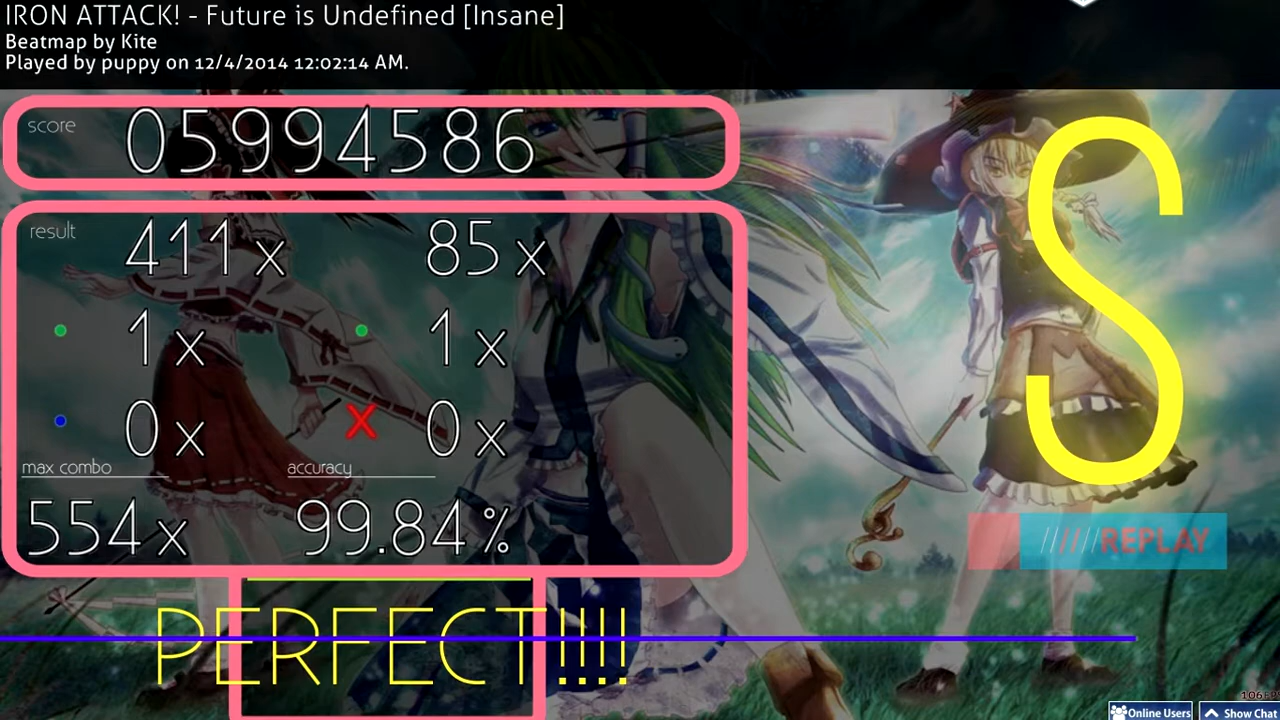 IRON ATTACK! - Future is Undefined [Insane]
Beatmap by Kite
Played by puppy on 12/4/2014 12:02:14 AM.
score
05994586
result
411x 85x
1x 1x
0x X 0x
max combo accuracy
554x 99.84%
S
//////REPLAY
PERFECT!!!!
Online Users Show Chat